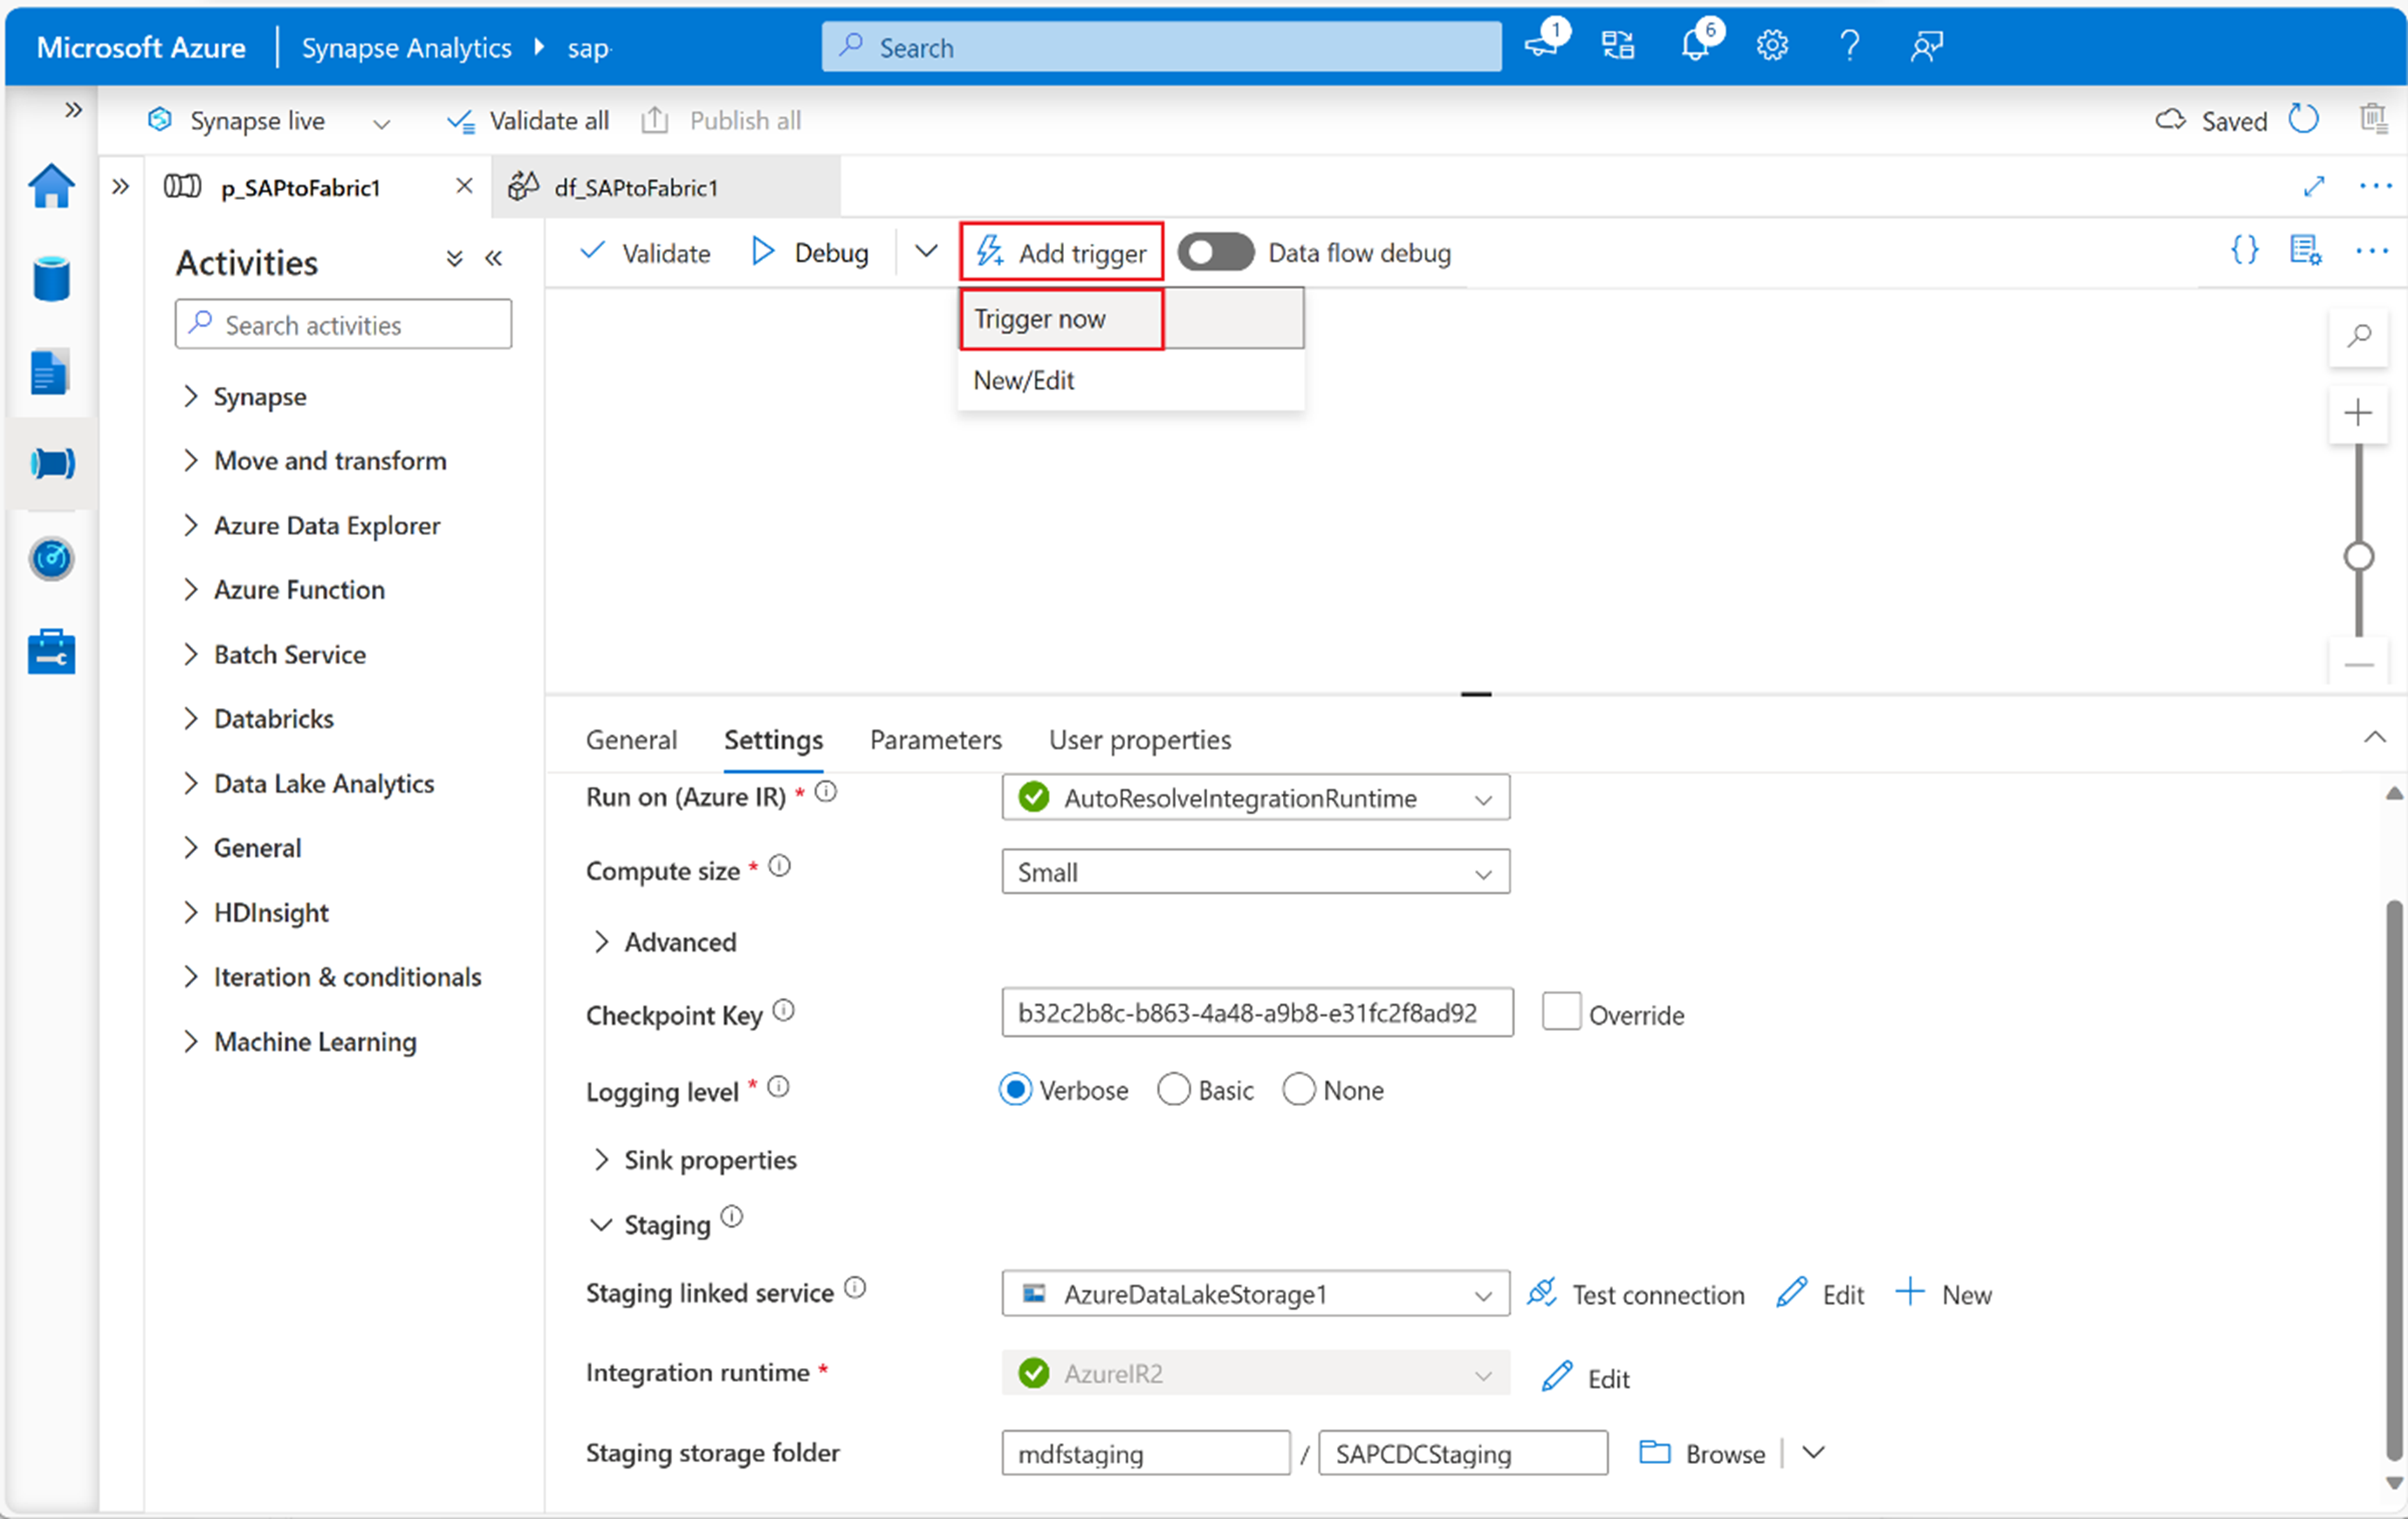 Microsoft Azure | Synapse Analytics sap
Search
1
6
?
Synapse live
Validate all
Publish all
Saved
p_SAPtoFabric1
df_SAPtoFabric1
Activities
Search activities
Synapse
Move and transform
Azure Data Explorer
Azure Function
Batch Service
Databricks
Data Lake Analytics
General
HDInsight
Iteration & conditionals
Machine Learning
Validate
Debug
Add trigger
Data flow debug
{}
Trigger now
New/Edit
General
Settings
Parameters
User properties
Run on (Azure IR) *
AutoResolveIntegrationRuntime
Compute size *
Small
Advanced
Checkpoint Key
b32c2b8c-b863-4a48-a9b8-e31fc2f8ad92
Override
Logging level *
Verbose
Basic
None
Sink properties
Staging
Staging linked service
AzureDataLakeStorage1
Test connection
Edit
New
Integration runtime *
AzureIR2
Edit
Staging storage folder
mdfstaging / SAPCDCStaging
Browse